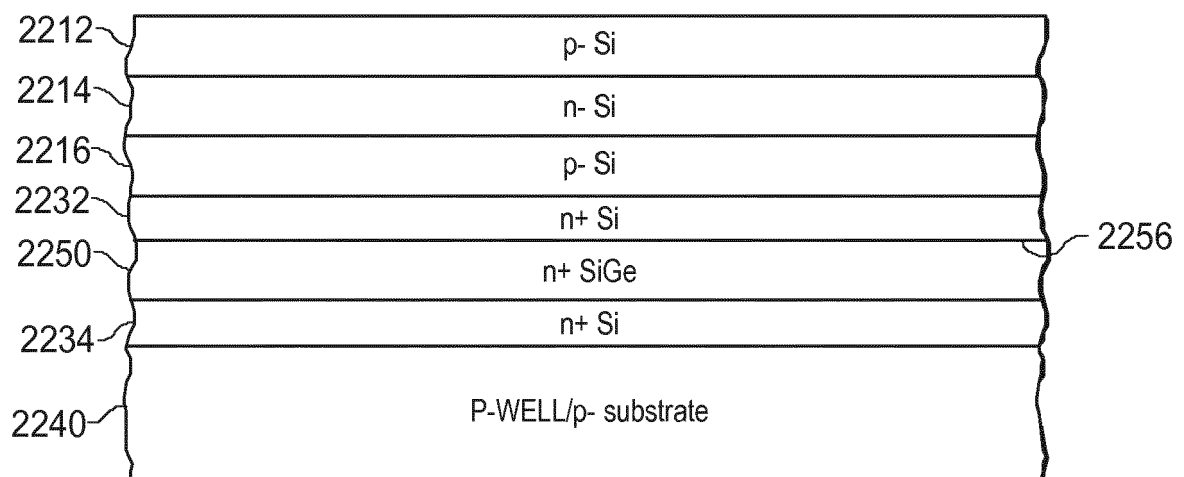 2212 p- Si
2214 n- Si
2216 p- Si
2232 n+ Si
2256
2250 n+ SiGe
2234 n+ Si
2240 P-WELL/p- substrate